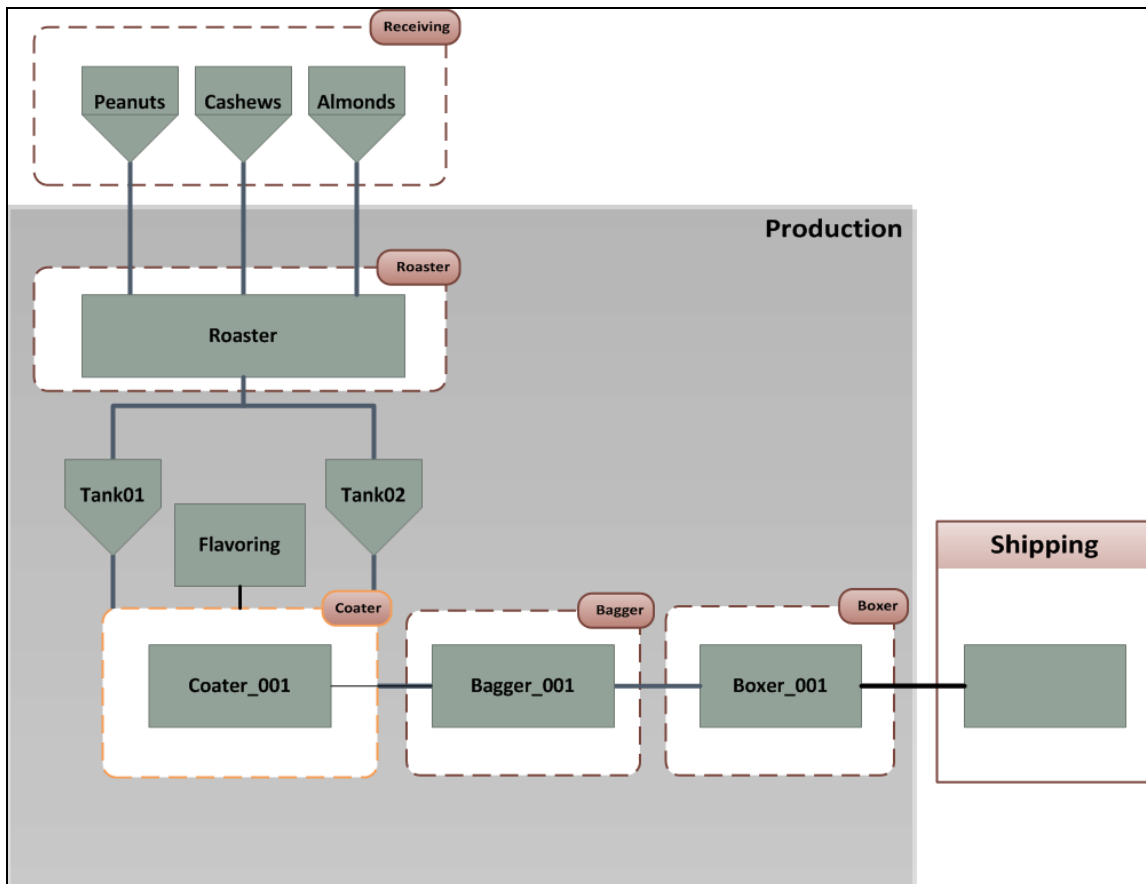 Receiving
Peanuts
Cashews
Almonds
Production
Roaster
Roaster
Tank01
Tank02
Flavoring
Shipping
Coater
Bagger
Boxer
Coater_001
Bagger_001
Boxer_001